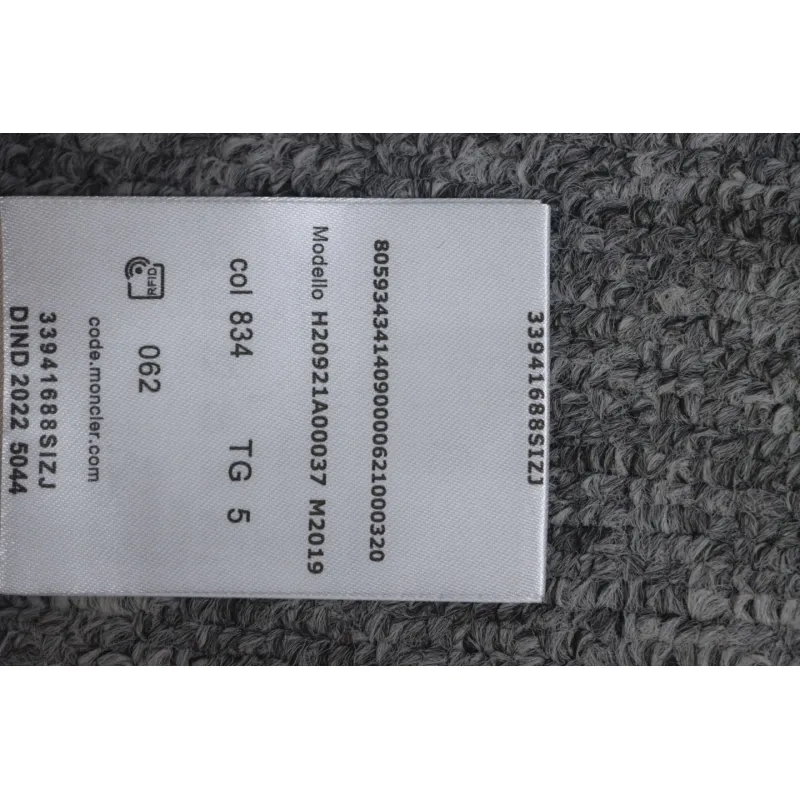 33941688SIZJ
8059343414090000621000320
Modello H20921A00037 M2019
col 834 TG 5
RFID 062
code.moncler.com
33941688SIZJ
DIND 2022 5044